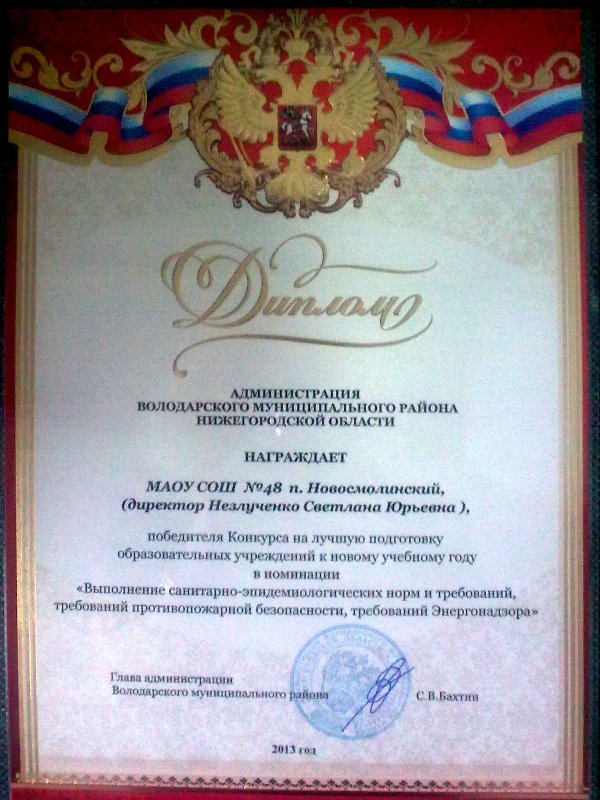 Диплом
АДМИНИСТРАЦИЯ
ВОЛОДАРСКОГО МУНИЦИПАЛЬНОГО РАЙОНА
НИЖЕГОРОДСКОЙ ОБЛАСТИ
НАГРАЖДАЕТ
МАОУ СОШ №48 п. Новосмолинский,
(директор Незлученко Светлана Юрьевна ),
победителя Конкурса на лучшую подготовку
образовательных учреждений к новому учебному году
в номинации
«Выполнение санитарно-эпидемиологических норм и требований,
требований противопожарной безопасности, требований Энергонадзора»
Глава администрации
Володарского муниципального района С.В.Бахтин
2013 год